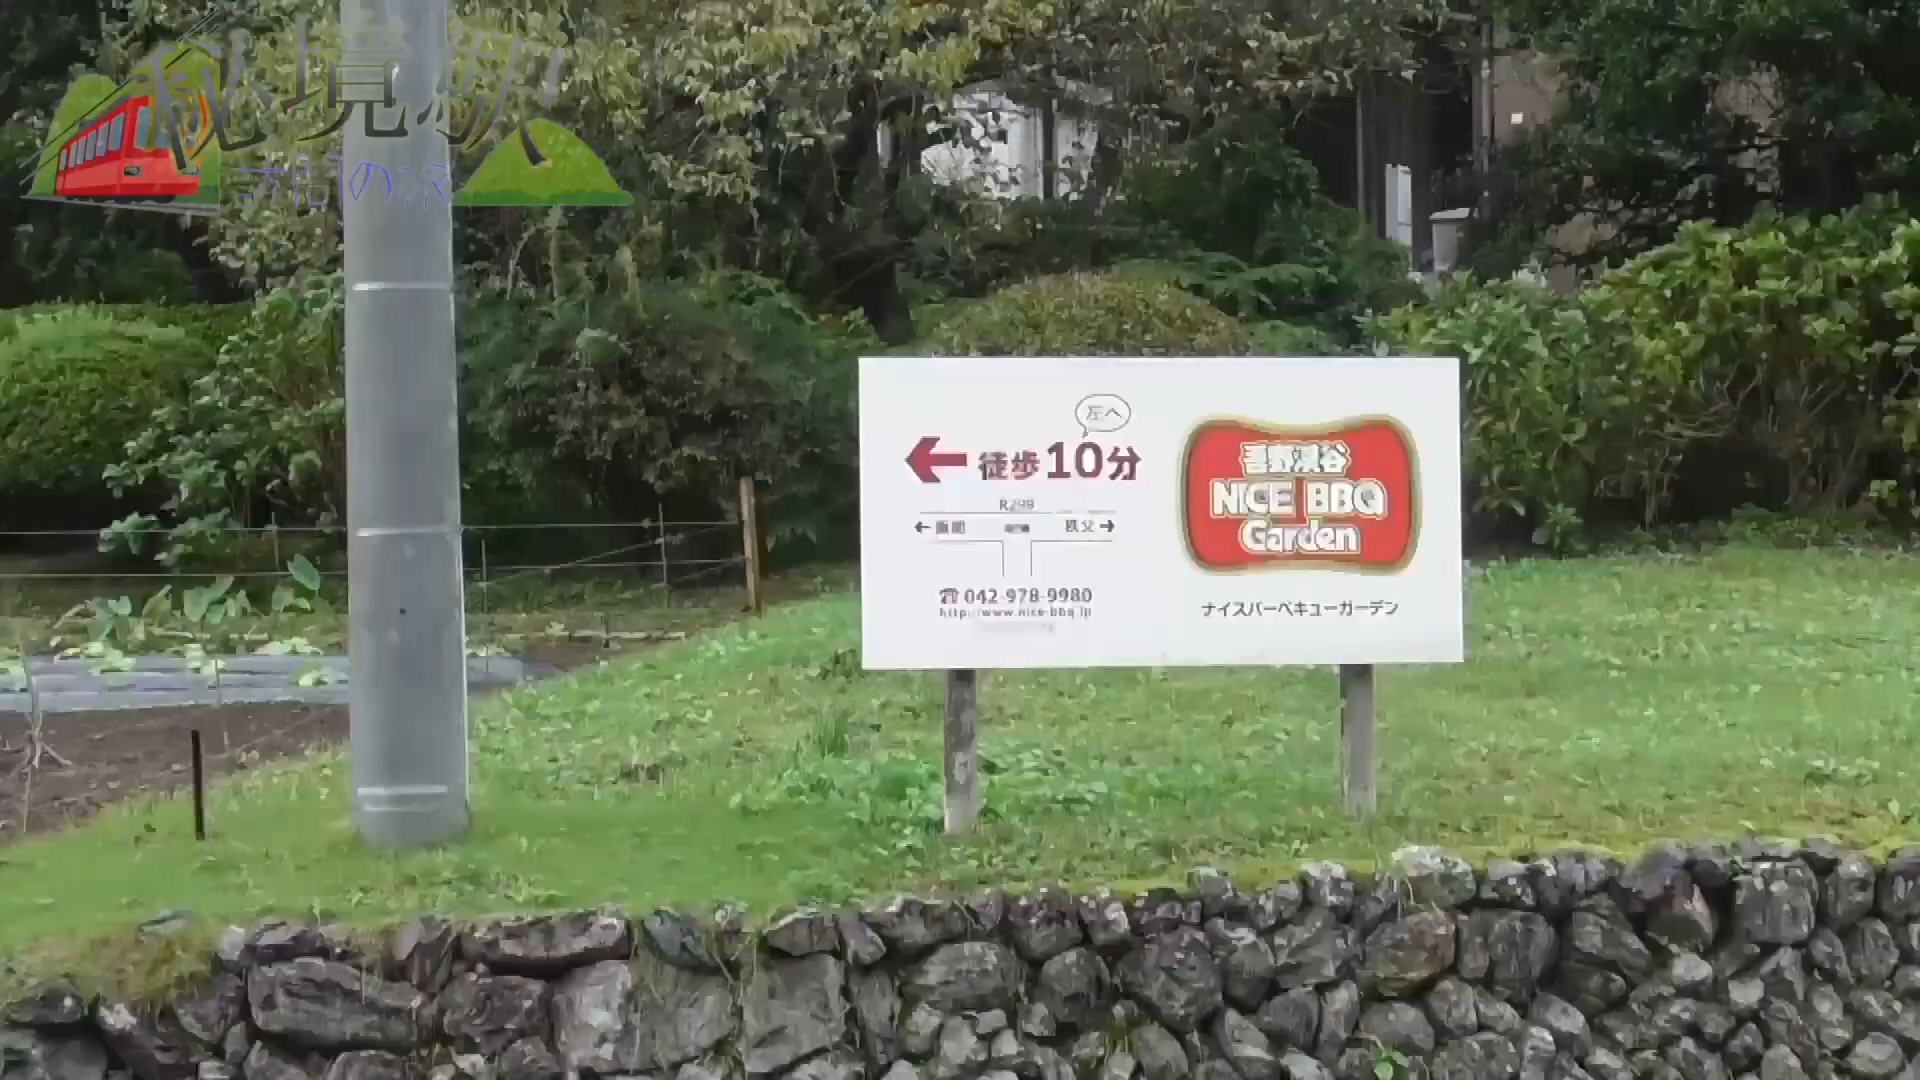 秘境駅
の旅
左へ
徒歩10分
R299
飯能
秩父
☎042-978-9980
http://www.nice-bbq.jp
吾野渓谷
NICE BBQ
Garden
ナイスバーベキューガーデン